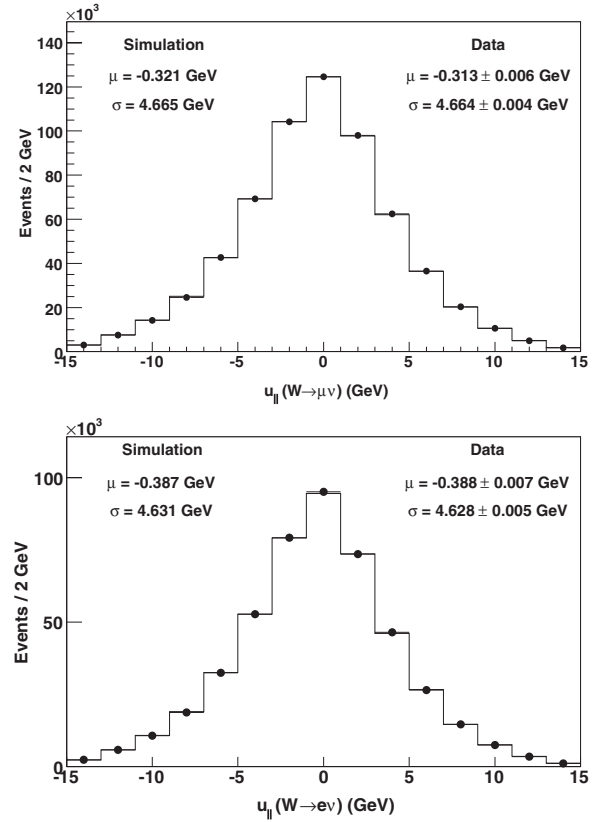 ×10³
140
120
100
80
60
40
20
0
Events / 2 GeV
Simulation
μ = -0.321 GeV
σ = 4.665 GeV
Data
μ = -0.313 ± 0.006 GeV
σ = 4.664 ± 0.004 GeV
-15 -10 -5 0 5 10 15
u|| (W→μν) (GeV)
×10³
100
50
0
Events / 2 GeV
Simulation
μ = -0.387 GeV
σ = 4.631 GeV
Data
μ = -0.388 ± 0.007 GeV
σ = 4.628 ± 0.005 GeV
-15 -10 -5 0 5 10 15
u|| (W→eν) (GeV)